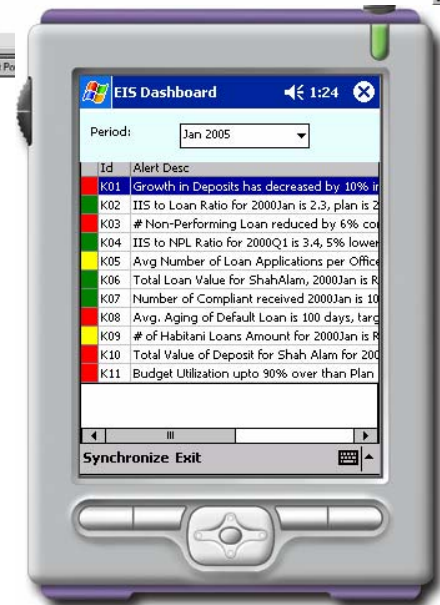 EIS Dashboard 1:24
Period: Jan 2005
Id Alert Desc
K01 Growth in Deposits has decreased by 10% in
K02 IIS to Loan Ratio for 2000Jan is 2.3, plan is 2
K03 # Non-Performing Loan reduced by 6% co
K04 IIS to NPL Ratio for 2000Q1 is 3.4, 5% lower
K05 Avg Number of Loan Applications per Office
K06 Total Loan Value for ShahAlam, 2000Jan is R
K07 Number of Compliant received 2000Jan is 10
K08 Avg. Aging of Default Loan is 100 days, targ
K09 # of Habitani Loans Amount for 2000Jan is R
K10 Total Value of Deposit for Shah Alam for 200
K11 Budget Utilization upto 90% over than Plan
Synchronize Exit